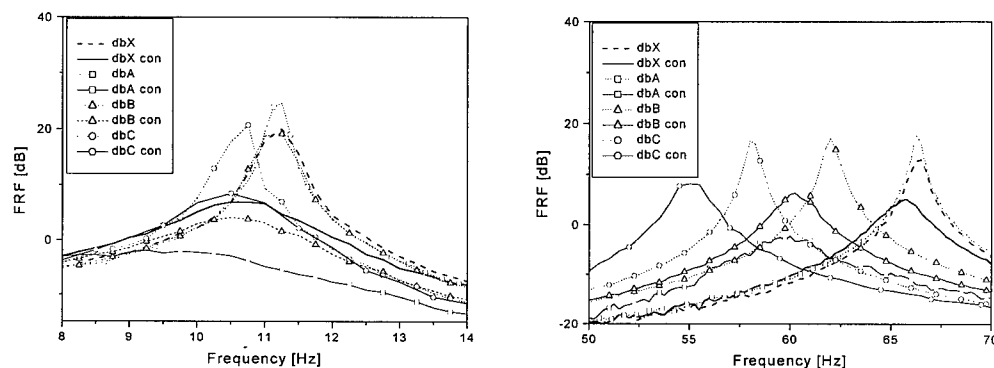 40
20
0
FRF [dB]
dbX
dbX con
dbA
dbA con
dbB
dbB con
dbC
dbC con
8 9 10 11 12 13 14
Frequency [Hz]
40
20
0
-20
FRF [dB]
dbX
dbX con
dbA
dbA con
dbB
dbB con
dbC
dbC con
50 55 60 65 70
Frequency [Hz]